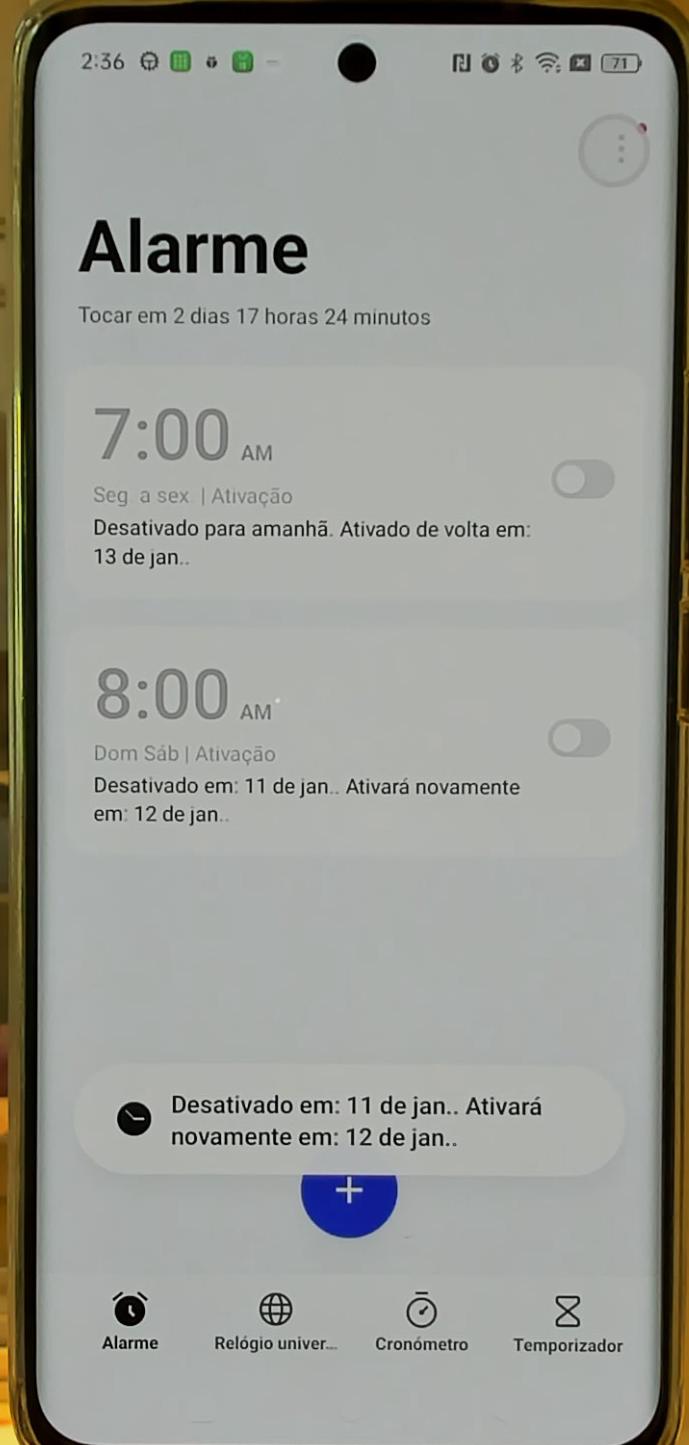 2:36
71
Alarme
Tocar em 2 dias 17 horas 24 minutos
7:00 AM
Seg. a sex. | Ativação
Desativado para amanhã. Ativado de volta em:
13 de jan..
8:00 AM
Dom Sáb | Ativação
Desativado em: 11 de jan.. Ativará novamente
em: 12 de jan..
Desativado em: 11 de jan.. Ativará
novamente em: 12 de jan..
Alarme
Relógio univer...
Cronómetro
Temporizador